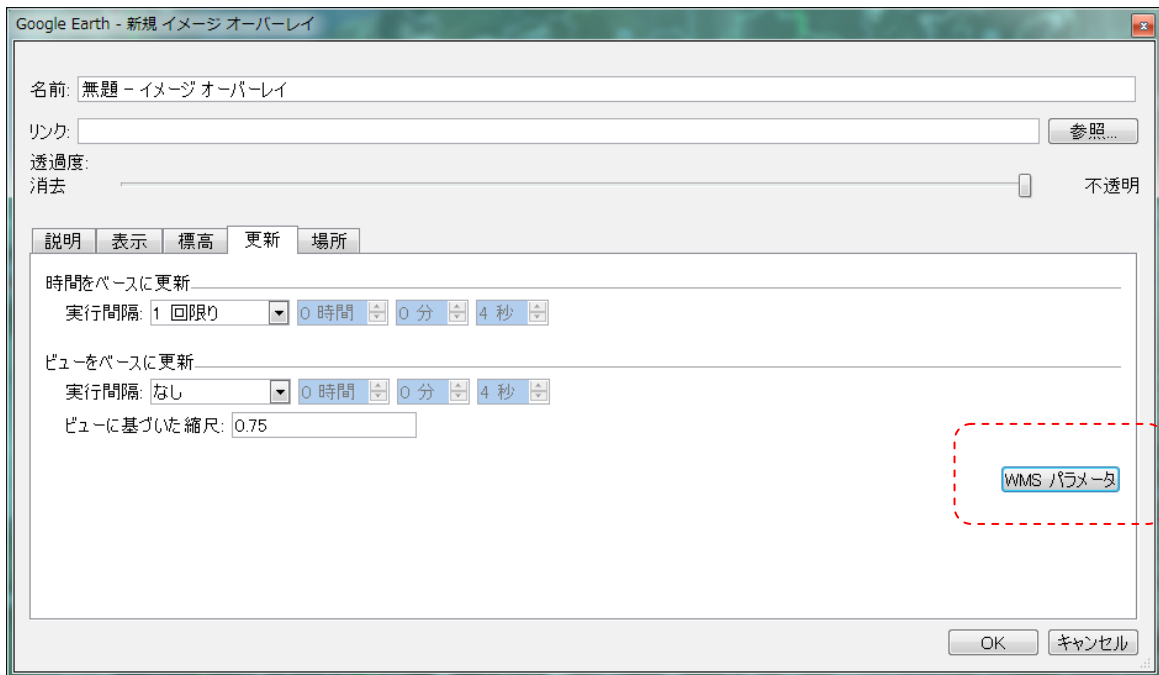 Google Earth - 新規 イメージ オーバーレイ
名前: 無題 - イメージ オーバーレイ
リンク: 参照...
透過度:
消去 不透明
説明 表示 標高 更新 場所
時間をベースに更新
実行間隔: 1 回限り 0 時間 0 分 4 秒
ビューをベースに更新
実行間隔: なし 0 時間 0 分 4 秒
ビューに基づいた縮尺: 0.75
WMS パラメータ
OK キャンセル